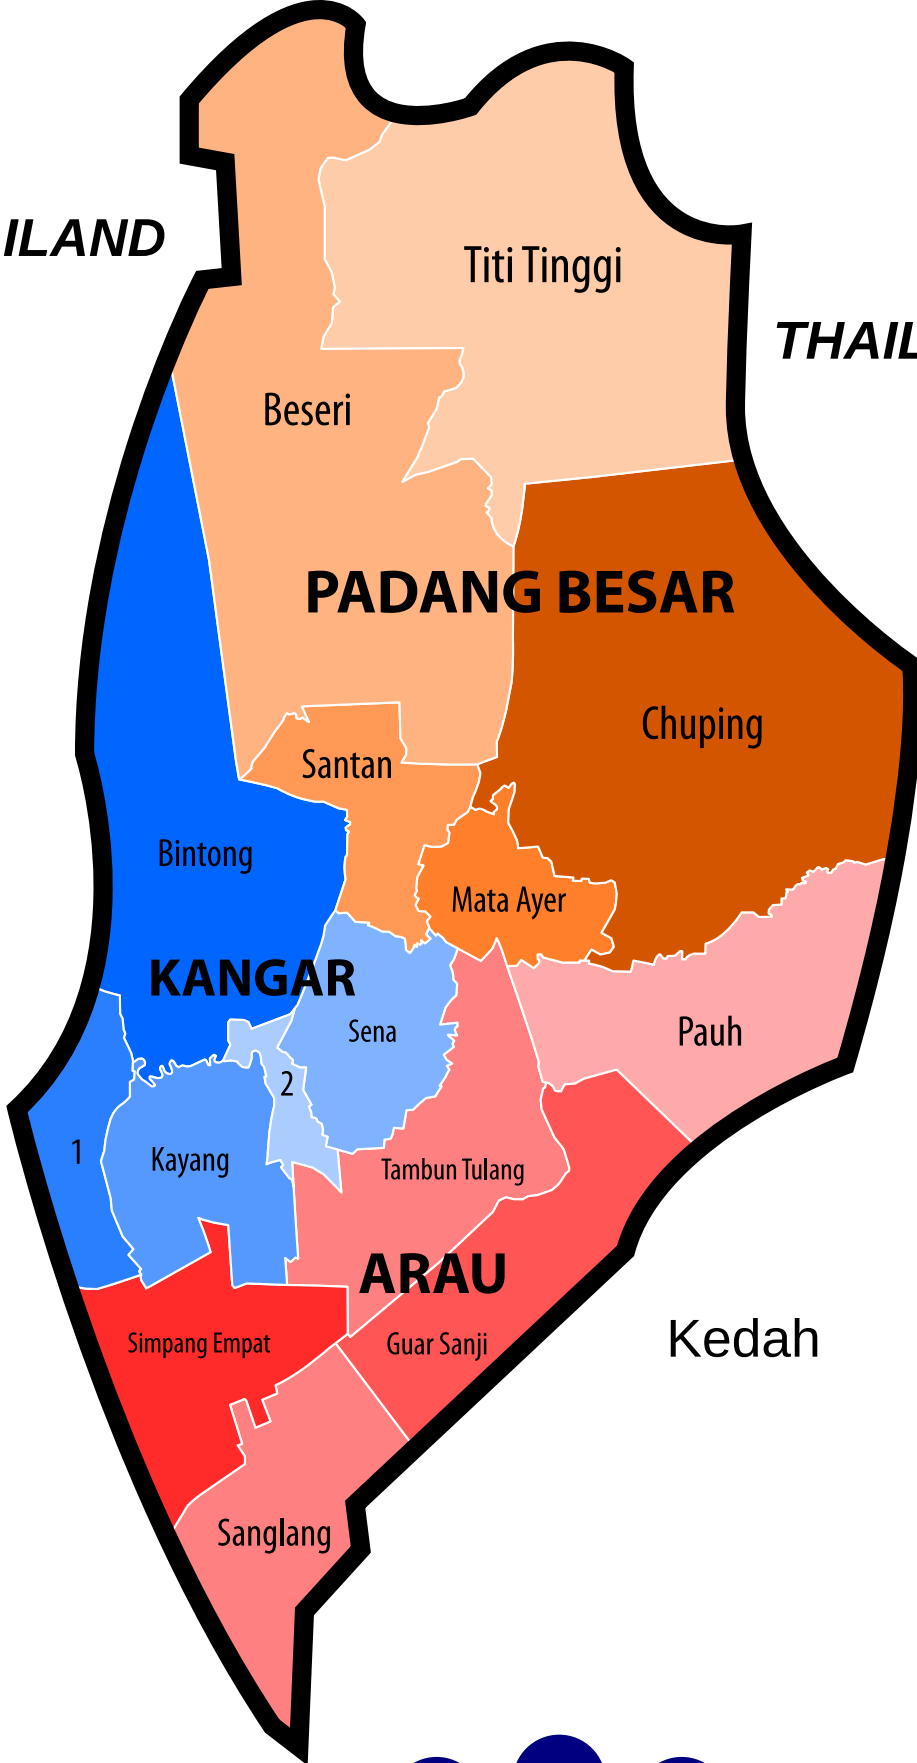 ILAND
Titi Tinggi
THAIL
Beseri
PADANG BESAR
Chuping
Santan
Bintong
Mata Ayer
KANGAR
Sena
Pauh
2
1
Kayang
Tambun Tulang
ARAU
Simpang Empat
Guar Sanji
Kedah
Sanglang